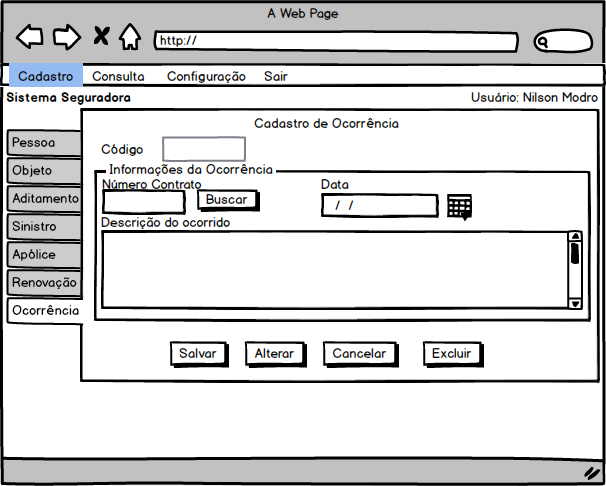 A Web Page
http://
Cadastro Consulta Configuração Sair
Sistema Seguradora Usuário: Nilson Modro
Cadastro de Ocorrência
Código
Pessoa
Objeto
Aditamento
Sinistro
Apólice
Renovação
Ocorrência
Informações da Ocorrência
Número Contrato Data
Buscar / /
Descrição do ocorrido
Salvar Alterar Cancelar Excluir